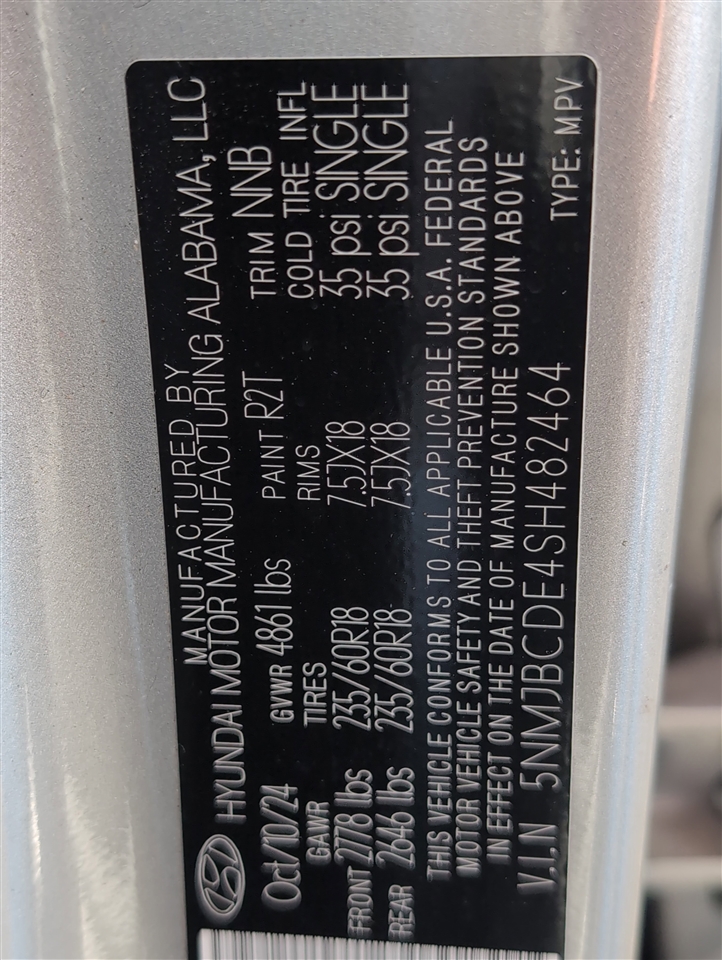 MANUFACTURED BY
HYUNDAI MOTOR MANUFACTURING ALABAMA, LLC
Oct/10/24 GVWR 4861 lbs PAINT R2T TRIM NNB
GAWR TIRES RIMS COLD TIRE INFL
FRONT 2778 lbs 235/60R18 7.5JX18 35 psi SINGLE
REAR 2646 lbs 235/60R18 7.5JX18 35 psi SINGLE
THIS VEHICLE CONFORMS TO ALL APPLICABLE U.S.A. FEDERAL
MOTOR VEHICLE SAFETY AND THEFT PREVENTION STANDARDS
IN EFFECT ON THE DATE OF MANUFACTURE SHOWN ABOVE
V.I.N 5NMJBCDE4SH482464
TYPE: MPV